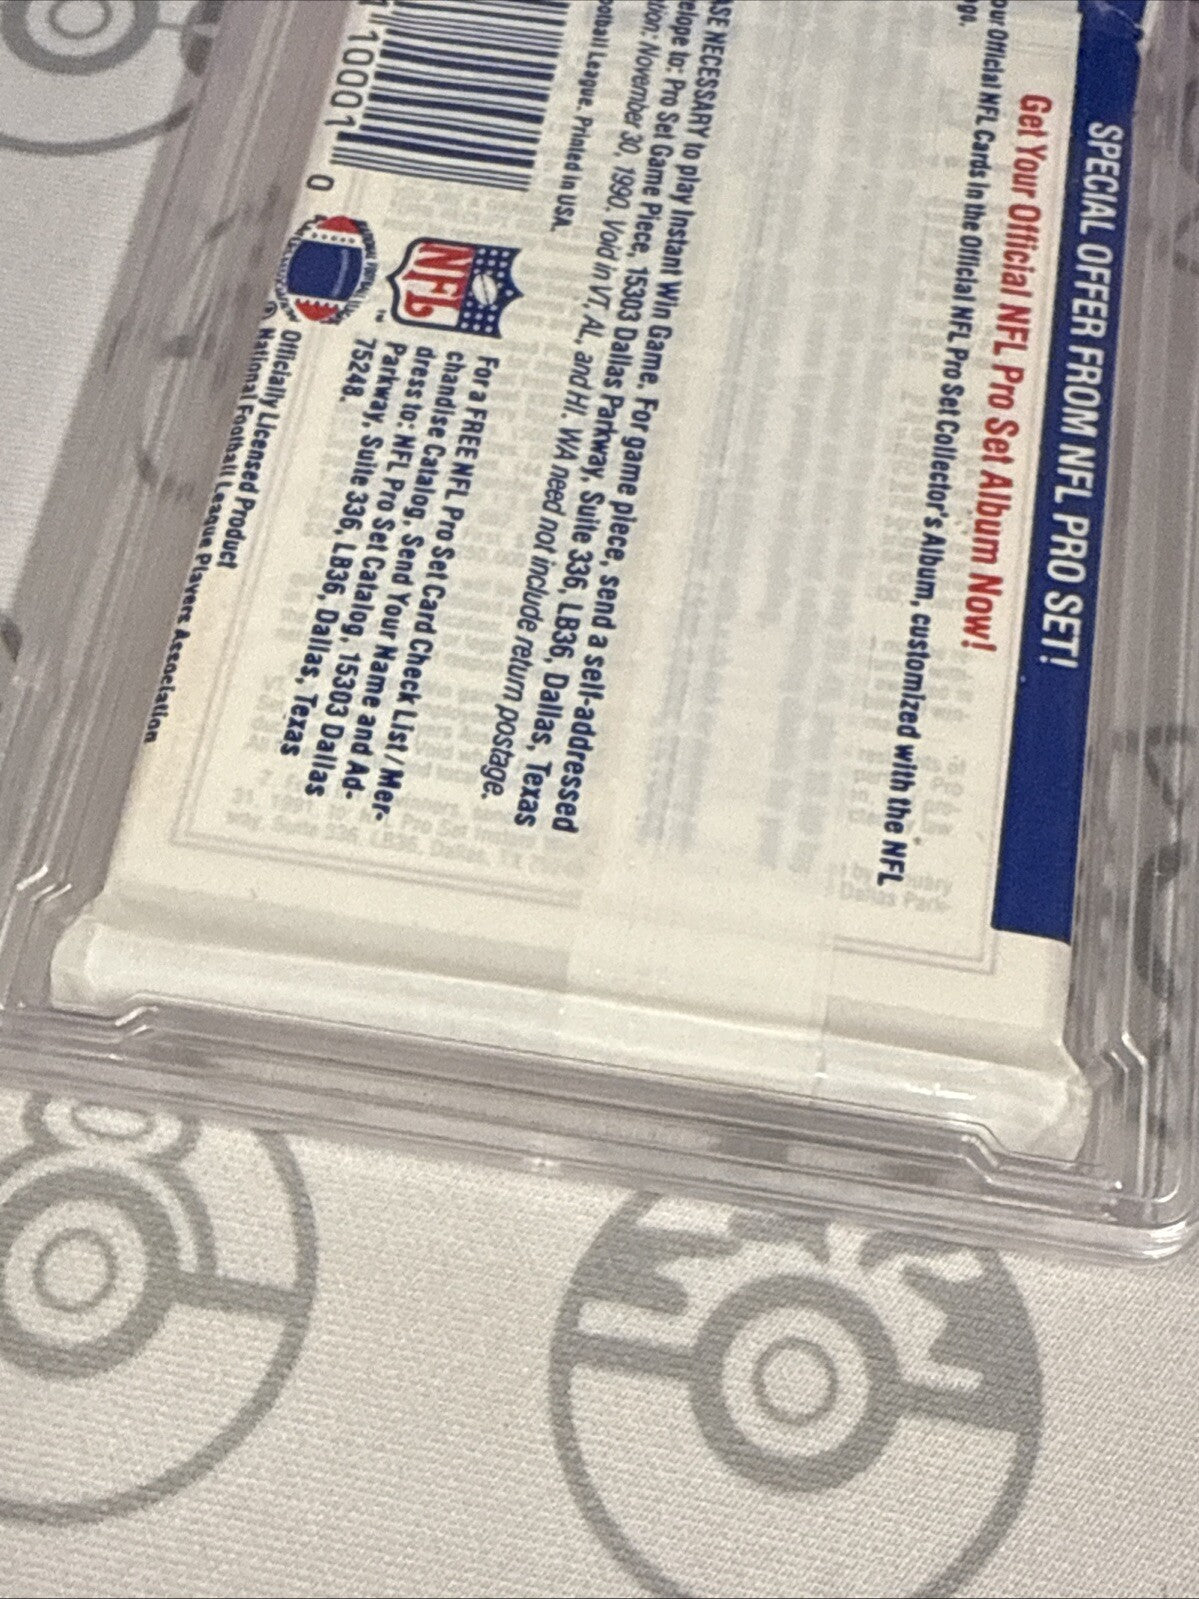 SPECIAL OFFER FROM NFL PRO SET!
Get Your Official NFL Pro Set Album Now!
Official NFL Cards in the Official NFL Pro Set Collector's Album, customized with the NFL
NECESSARY to play Instant Win Game. For game piece, send a self-addressed
to: Pro Set Game Piece, 15303 Dallas Parkway, Suite 336, LB36, Dallas, Texas
November 30, 1990. Void in VT, AL, and HI. WA need not include return postage.
League. Printed in USA.
NFL
For a FREE NFL Pro Set Card Check List/Mer-
chandise Catalog, Send Your Name and Ad-
dress to: NFL Pro Set Catalog, 15303 Dallas
Parkway, Suite 336, LB36, Dallas, Texas
75248.
10001 0
™
Officially Licensed Product
National Football League Players Association